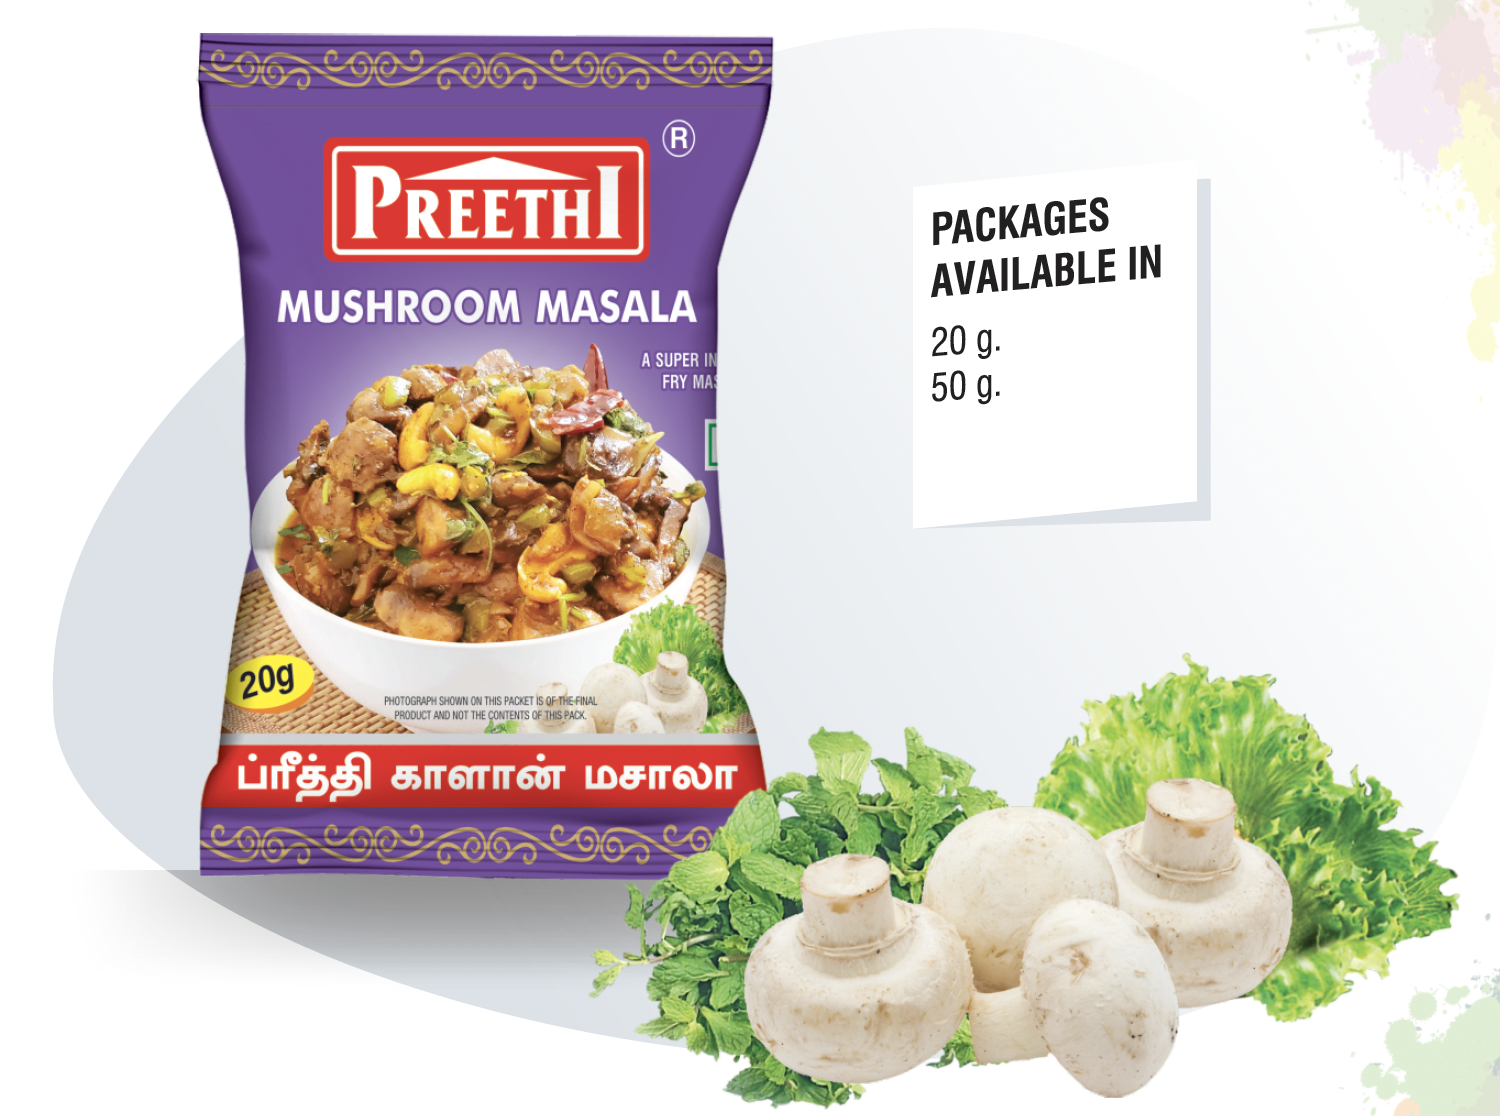 PREETHI
®
MUSHROOM MASALA
A SUPER IN
FRY MAS
20g
PHOTOGRAPH SHOWN ON THIS PACKET IS OF THE FINAL
PRODUCT AND NOT THE CONTENTS OF THIS PACK.
ப்ரீத்தி காளான் மசாலா
PACKAGES
AVAILABLE IN
20 g.
50 g.